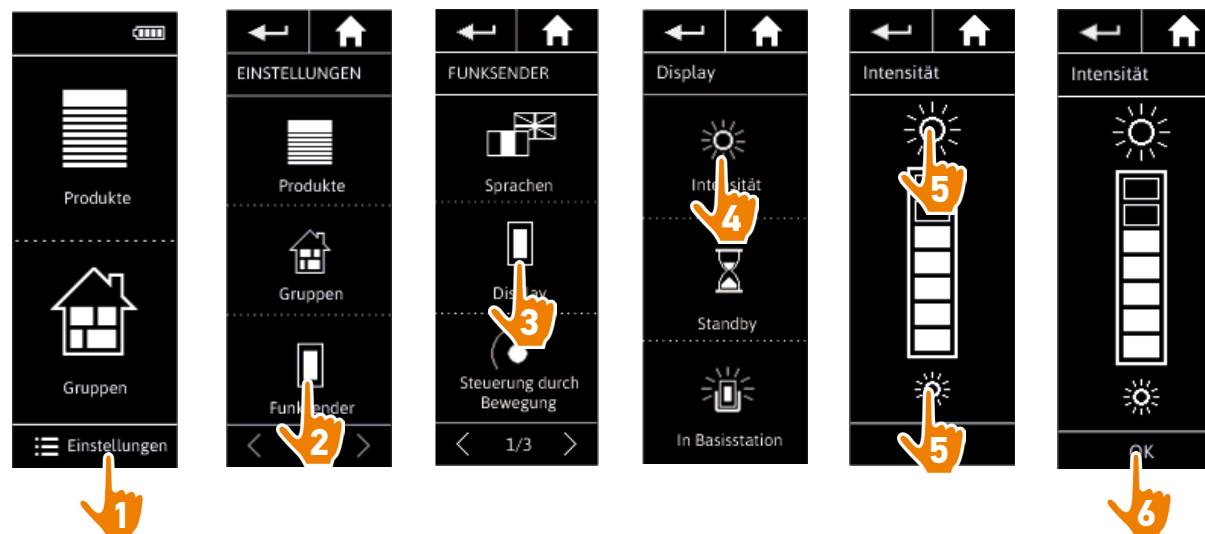 Produkte
Gruppen
Einstellungen
1
EINSTELLUNGEN
Produkte
Gruppen
Funksender
2
FUNKSENDER
Sprachen
Display
3
Steuerung durch
Bewegung
1/3
Display
Intensität
4
Standby
In Basisstation
Intensität
5
5
Intensität
OK
6